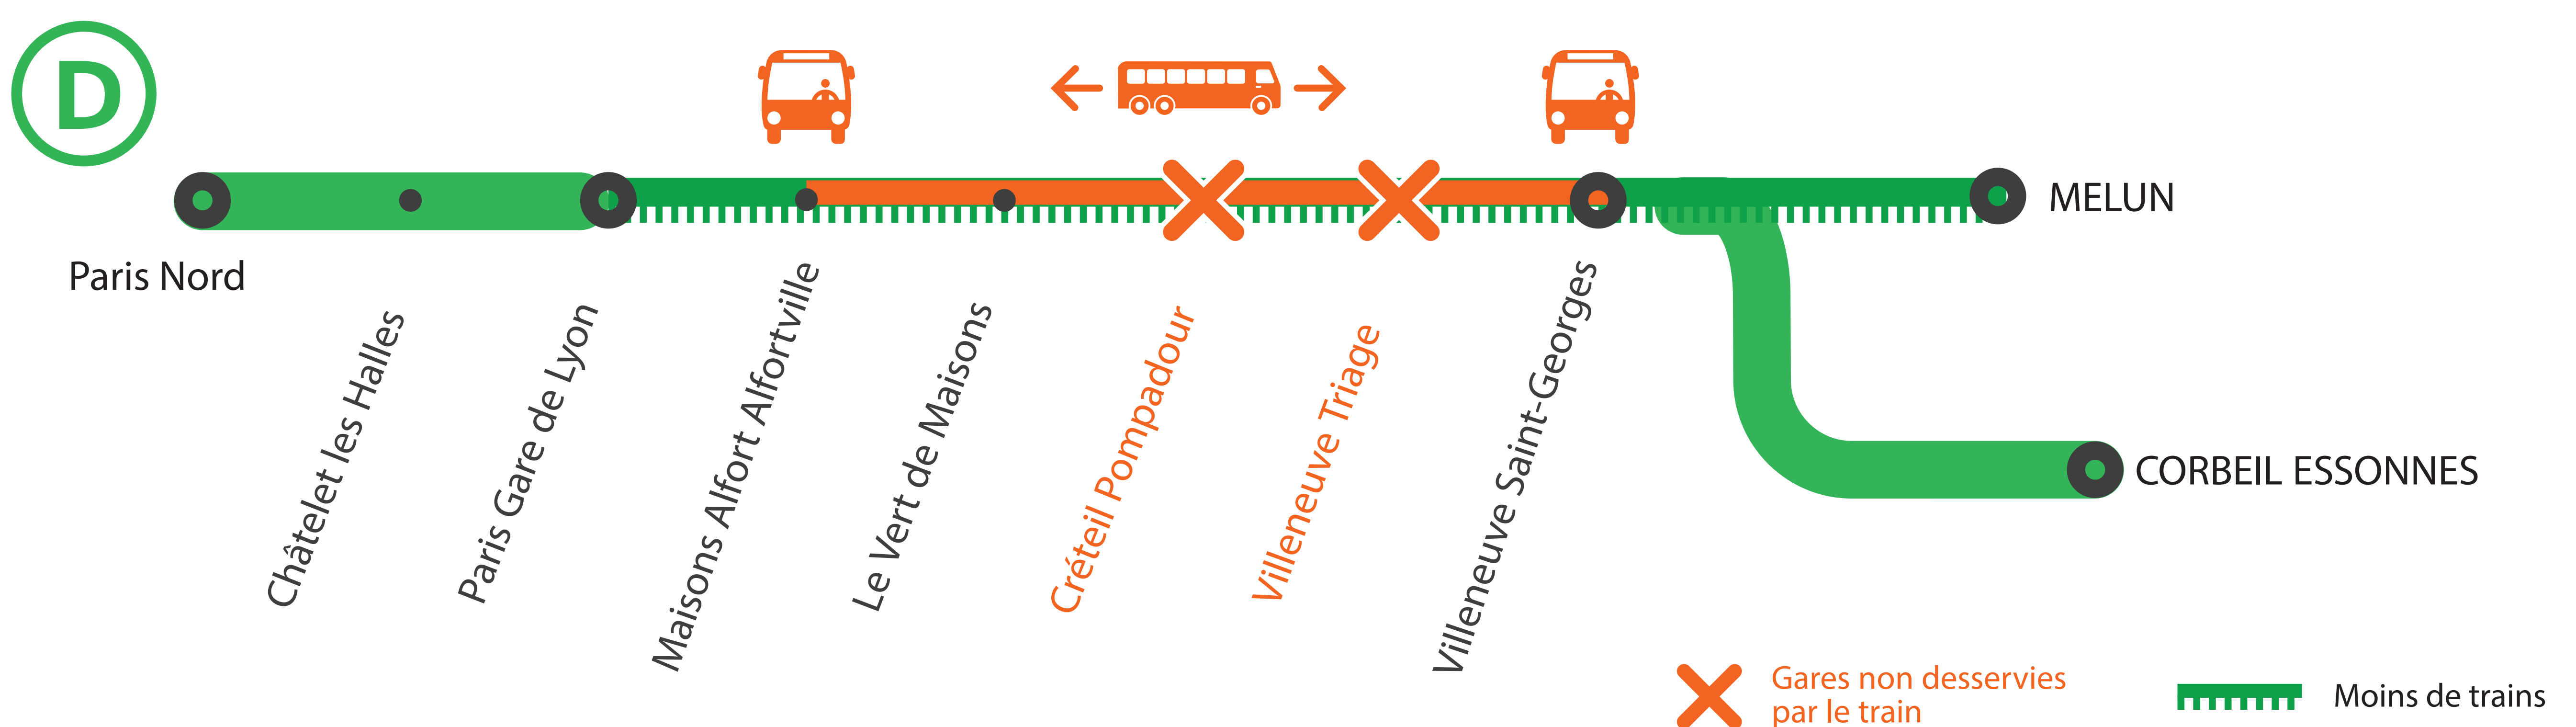 D
MELUN
Paris Nord
Châtelet les Halles
Paris Gare de Lyon
Maisons Alfort Alfortville
Le Vert de Maisons
Créteil Pompadour
Villeneuve Triage
Villeneuve Saint-Georges
CORBEIL ESSONNES
Gares non desservies
par le train
Moins de trains